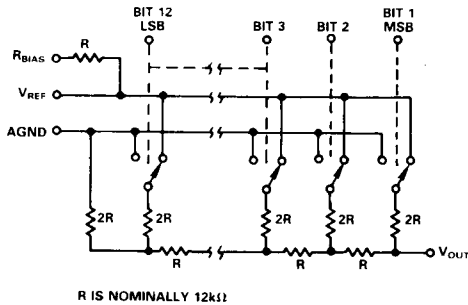 BIT 12
LSB
BIT 3
BIT 2
BIT 1
MSB
RBIAS
R
VREF
AGND
2R
2R
2R
2R
2R
R
R
R
VOUT
R IS NOMINALLY 12kΩ